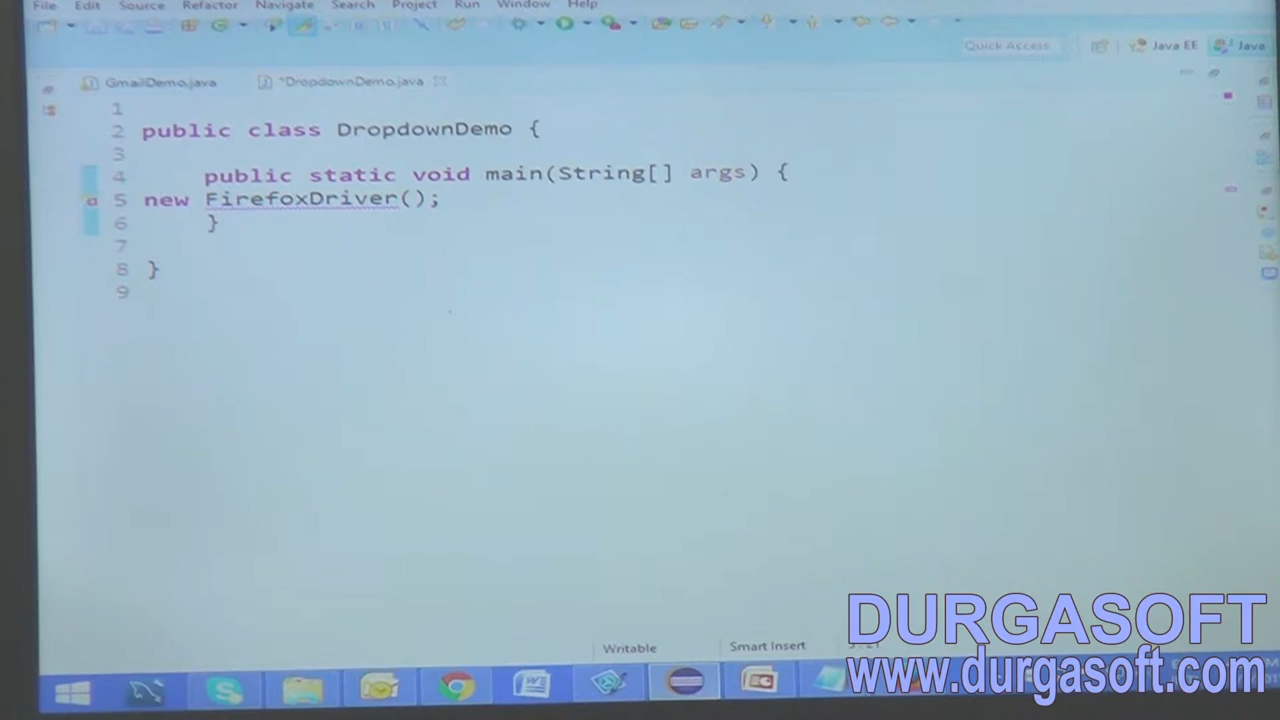 File Edit Source Refactor Navigate Search Project Run Window Help
Quick Access Java EE Java
GmailDemo.java *DropdownDemo.java
1
2 public class DropdownDemo {
3
4 public static void main(String[] args) {
5 new FirefoxDriver();
6 }
7
8 }
9
Writable Smart Insert
DURGASOFT
www.durgasoft.com